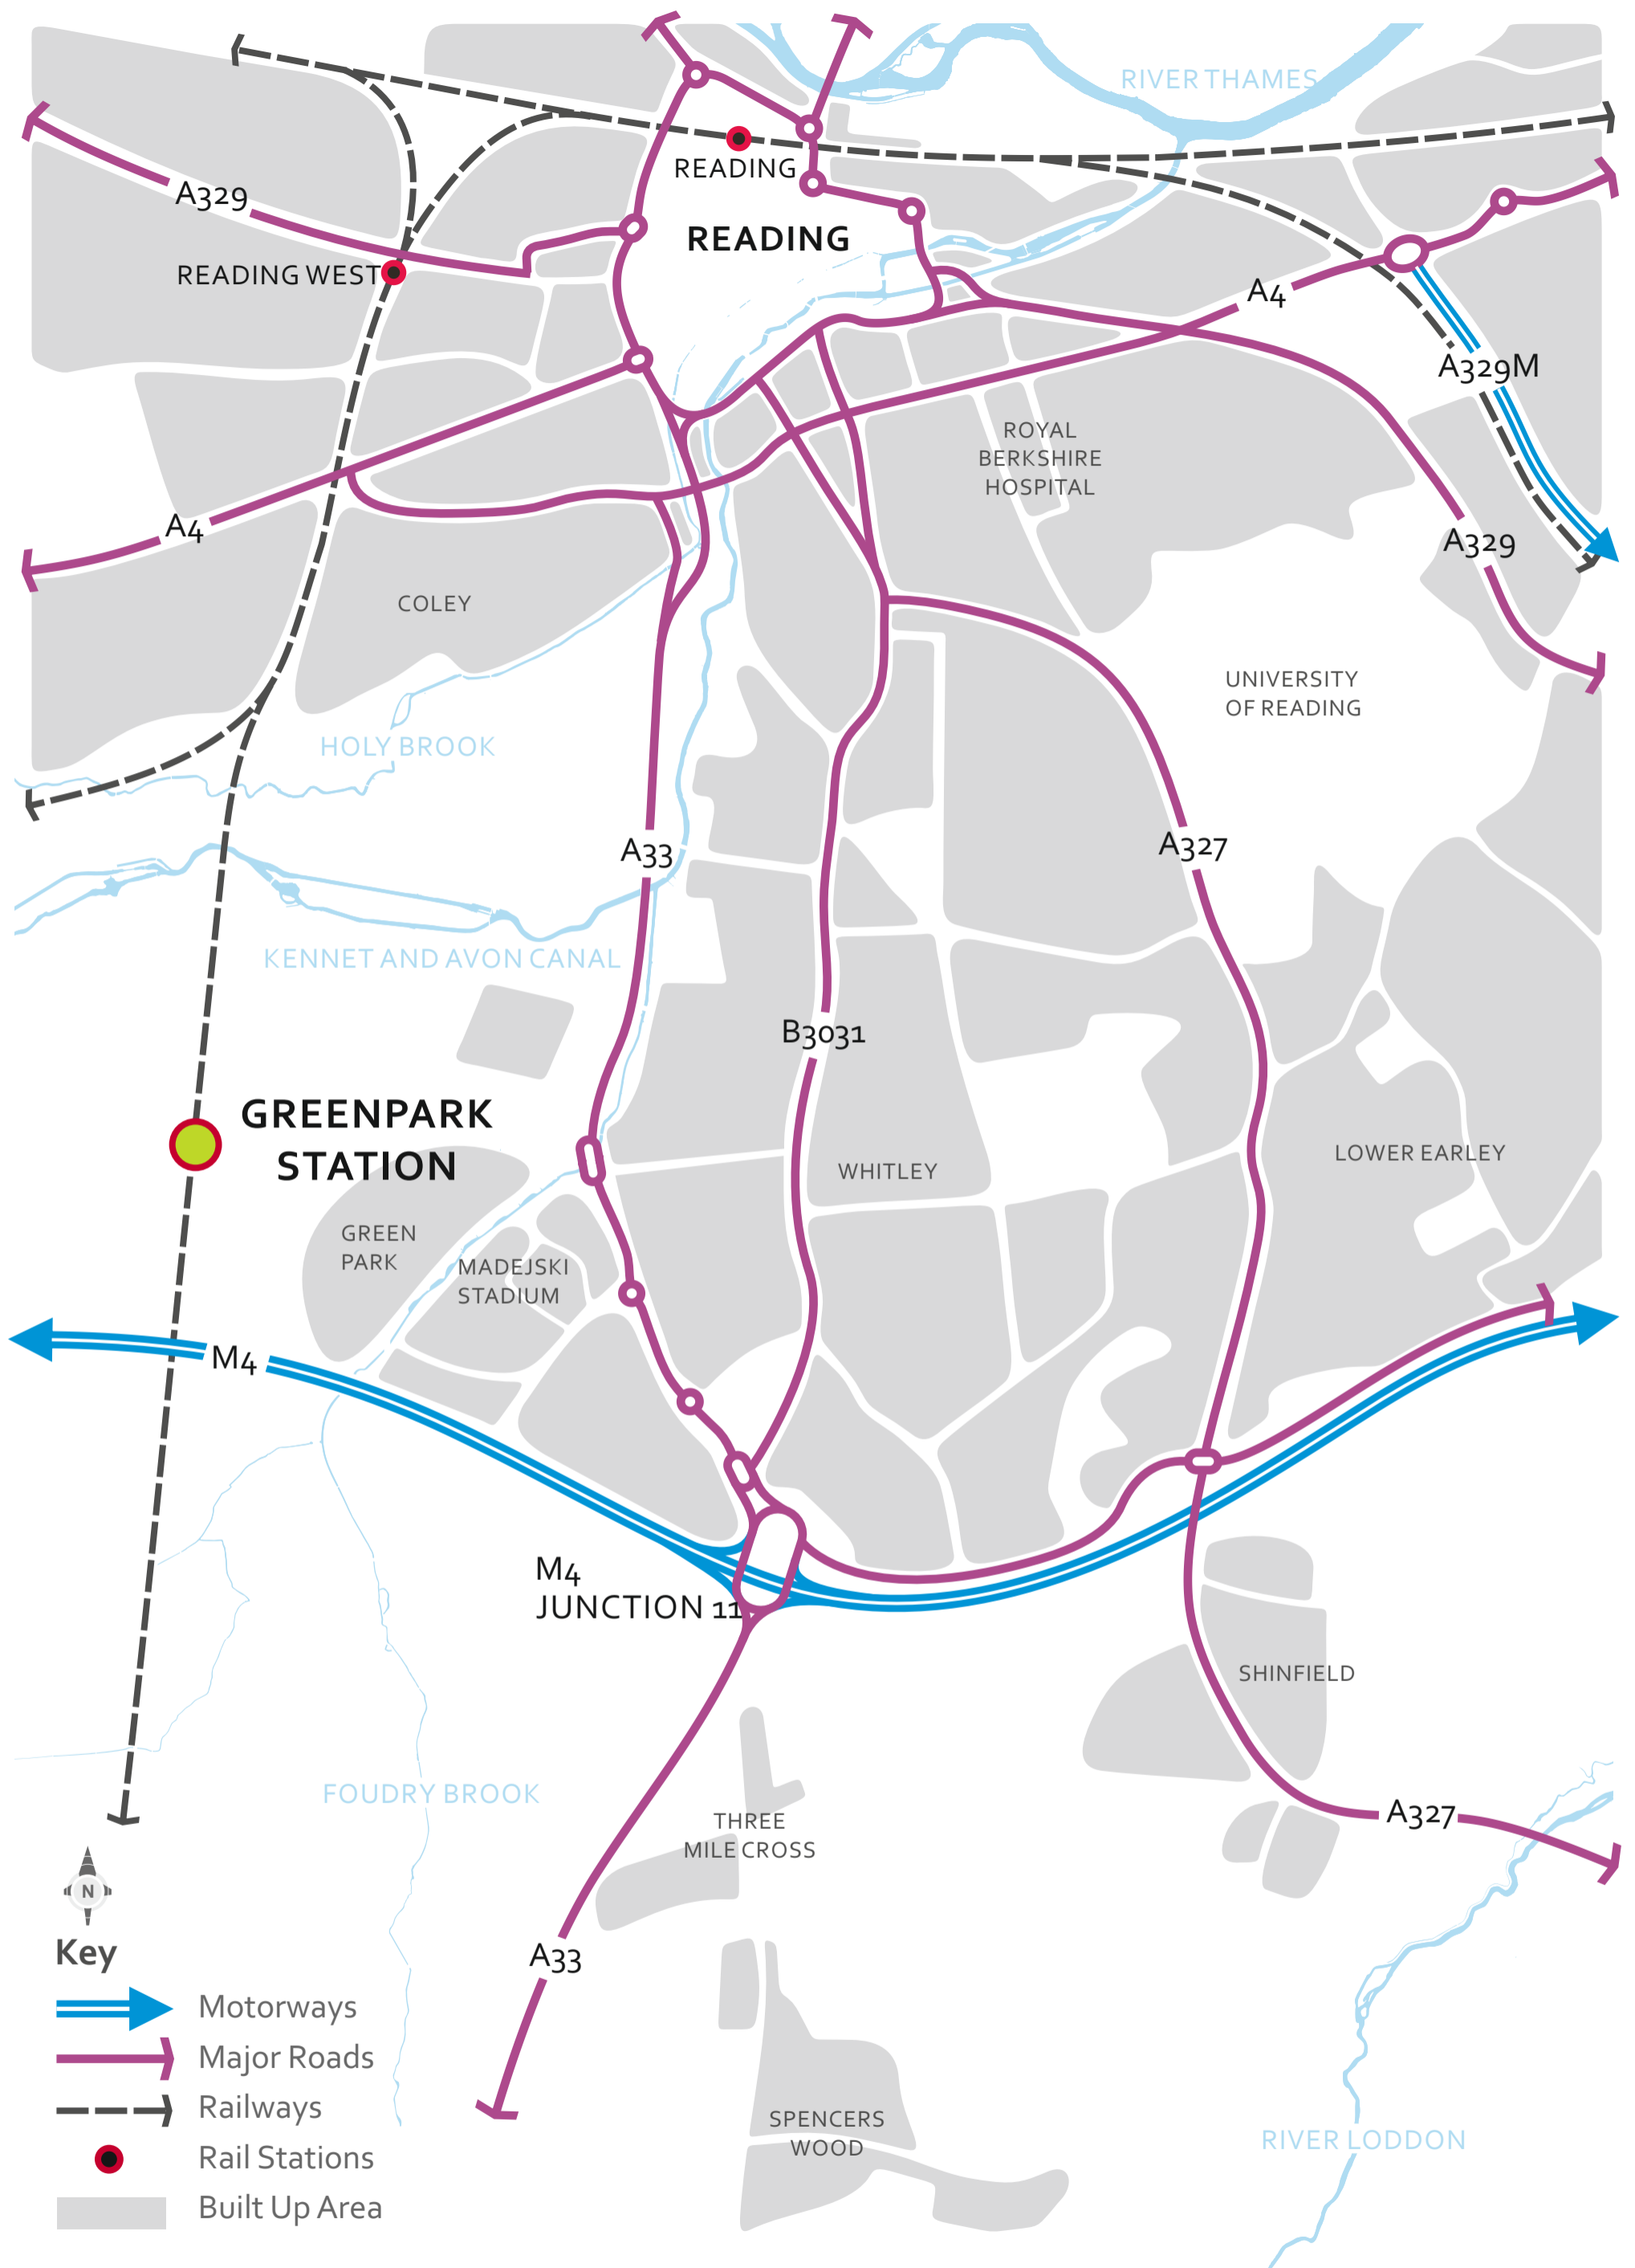 RIVER THAMES
READING
A329
READING
READING WEST
A4
A329M
ROYAL
BERKSHIRE
HOSPITAL
A4
A329
COLEY
UNIVERSITY
OF READING
HOLY BROOK
A33
A327
KENNET AND AVON CANAL
B3031
GREENPARK
STATION
LOWER EARLEY
WHITLEY
GREEN
PARK
MADEJSKI
STADIUM
M4
M4
JUNCTION 11
SHINFIELD
FOUDRY BROOK
THREE
MILE CROSS
A327
N
Key
A33
Motorways
Major Roads
Railways
SPENCERS
WOOD
RIVER LODDON
Rail Stations
Built Up Area